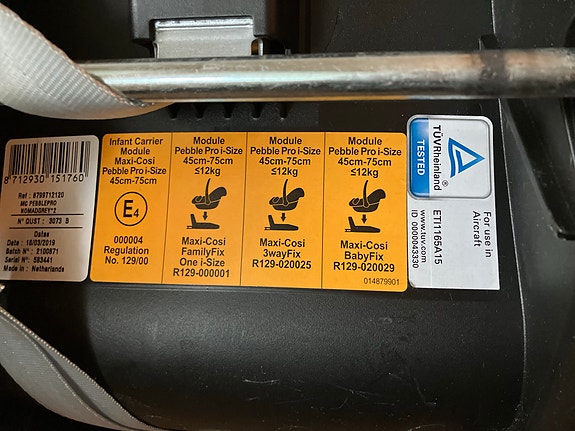 8 712930 151760
Ref : 8799712120
MC PEBBLEPRO
NOMADGREY*2
N° CUST : 3073 B
Datas
Date : 18/03/2019
Batch N° : 2100871
Serial N°: 58341
Made in : Netherlands
Infant Carrier
Module
Maxi-Cosi
Pebble Pro i-Size
45cm-75cm
E4
000004
Regulation
No. 129/00
Module
Pebble Pro i-Size
45cm-75cm
≤12kg
Maxi-Cosi
FamilyFix
One i-Size
R129-000001
Module
Pebble Pro i-Size
45cm-75cm
≤12kg
Maxi-Cosi
3wayFix
R129-020025
Module
Pebble Pro i-Size
45cm-75cm
≤12kg
Maxi-Cosi
BabyFix
R129-020029
014879901
TÜVRheinland
TESTED
For use in
Aircraft
ETI1165A15
www.tuv.com
ID 0000043330